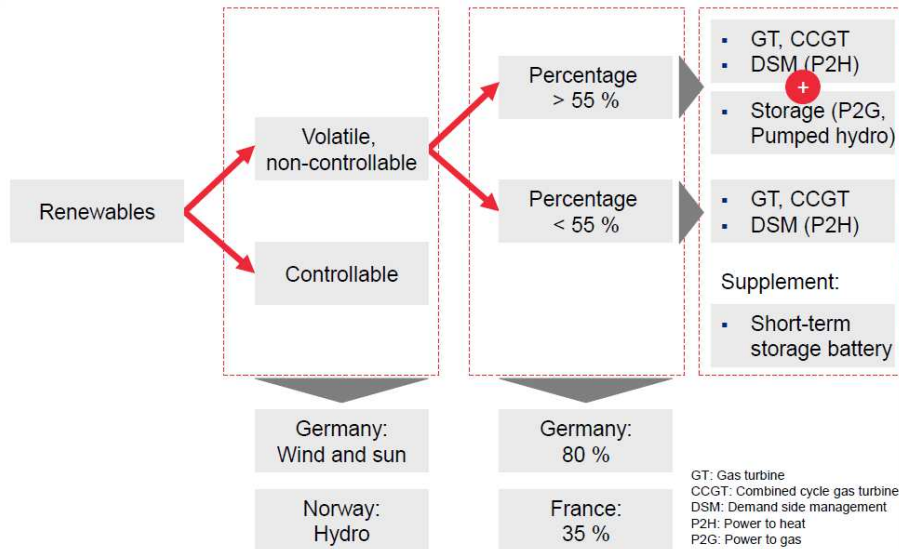 Renewables
Volatile,
non-controllable
Controllable
Percentage
> 55 %
Percentage
< 55 %
▪ GT, CCGT
▪ DSM (P2H)
+
▪ Storage (P2G,
Pumped hydro)
▪ GT, CCGT
▪ DSM (P2H)
Supplement:
▪ Short-term
storage battery
Germany:
Wind and sun
Norway:
Hydro
Germany:
80 %
France:
35 %
GT: Gas turbine
CCGT: Combined cycle gas turbine
DSM: Demand side management
P2H: Power to heat
P2G: Power to gas